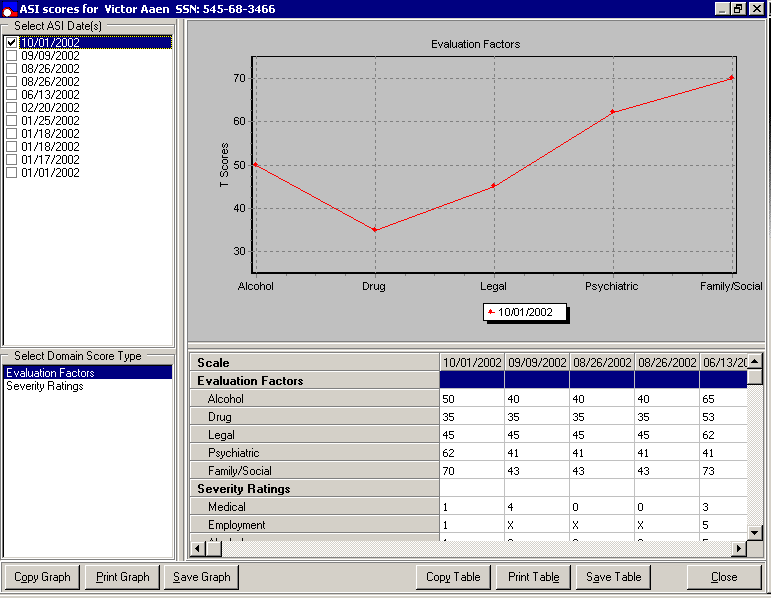 ASI scores for Victor Aaen SSN: 545-68-3466
Select ASI Date(s)
10/01/2002
09/09/2002
08/26/2002
08/26/2002
06/13/2002
02/20/2002
01/25/2002
01/18/2002
01/18/2002
01/17/2002
01/01/2002
Evaluation Factors
T Scores
70
60
50
40
30
Alcohol Drug Legal Psychiatric Family/Social
10/01/2002
Select Domain Score Type
Evaluation Factors
Severity Ratings
Scale 10/01/2002 09/09/2002 08/26/2002 08/26/2002 06/13/20
Evaluation Factors
Alcohol 50 40 40 40 65
Drug 35 35 35 35 53
Legal 45 45 45 45 62
Psychiatric 62 41 41 41 41
Family/Social 70 43 43 43 73
Severity Ratings
Medical 1 4 0 0 3
Employment 1 X X X 5
Copy Graph Print Graph Save Graph Copy Table Print Table Save Table Close